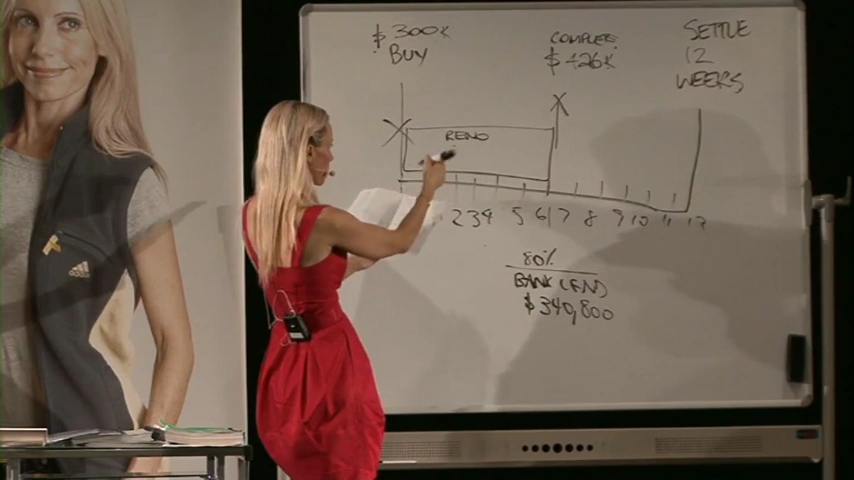 $300K
BUY
COMPLETE
$426K
SETTLE
12
WEEKS
X
X
RENO
2 3 4 5 6 7 8 9 10 11 12
80%
BANK LEND
$340,800
adidas